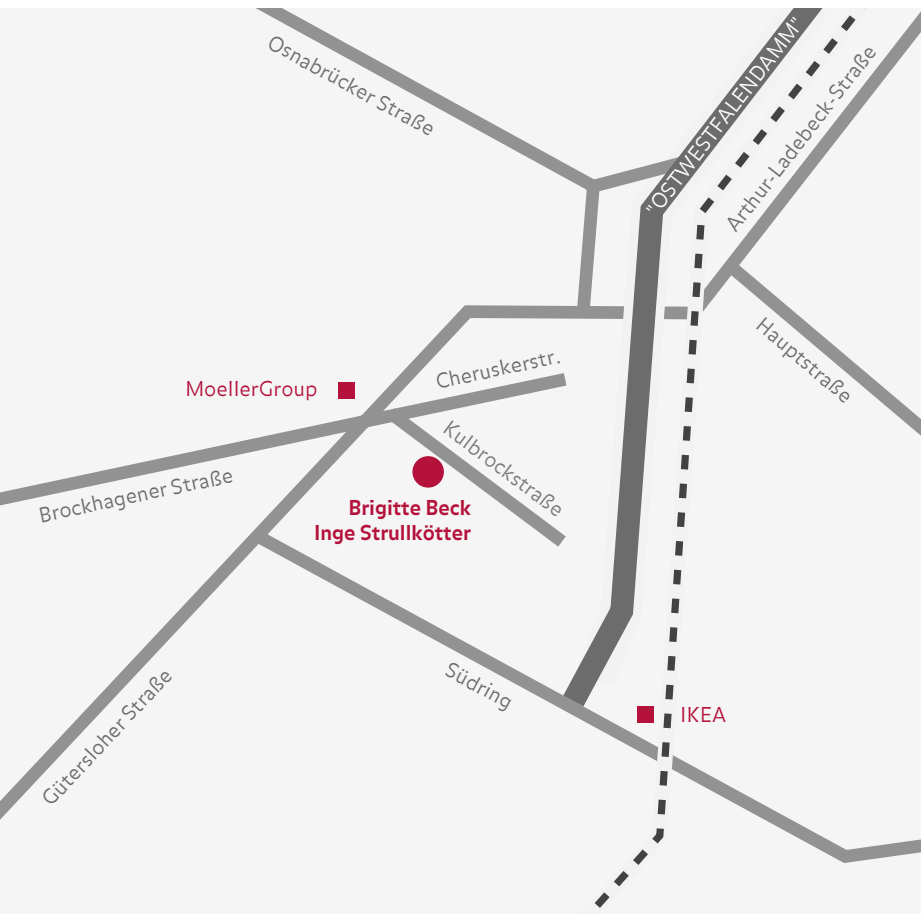 Osnabrücker Straße
"OSTWESTFALENDAMM"
Arthur-Ladebeck-Straße
Hauptstraße
Cheruskerstr.
MoellerGroup
Kulbrockstraße
Brockhagener Straße
Brigitte Beck
Inge Strullkötter
Südring
Gütersloher Straße
IKEA